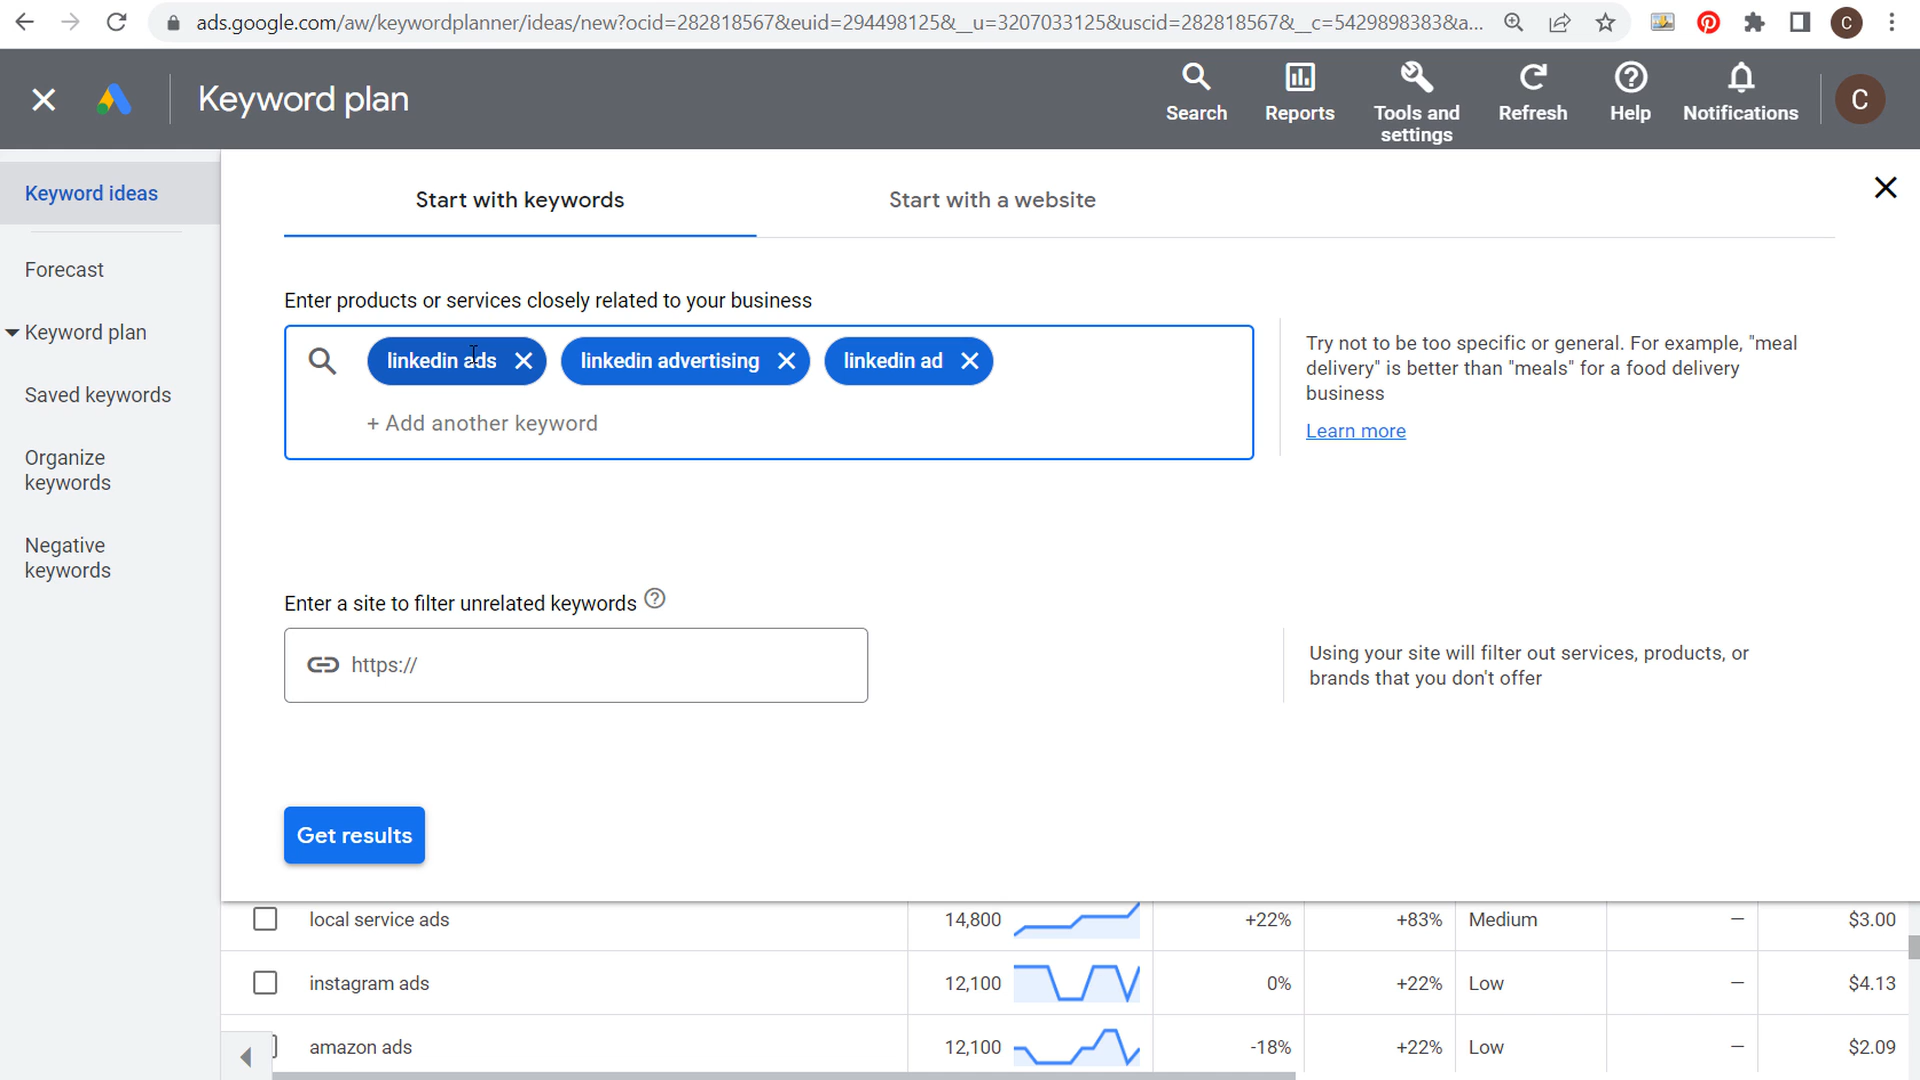 ads.google.com/aw/keywordplanner/ideas/new?ocid=282818567&euid=294498125&__u=3207033125&uscid=282818567&__c=5429898383&a...
C
Keyword plan
Search
Reports
Tools and
settings
Refresh
Help
Notifications
C
Keyword ideas
Forecast
Keyword plan
Saved keywords
Organize
keywords
Negative
keywords
Start with keywords
Start with a website
Enter products or services closely related to your business
linkedin ads
linkedin advertising
linkedin ad
+ Add another keyword
Try not to be too specific or general. For example, "meal
delivery" is better than "meals" for a food delivery
business
Learn more
Enter a site to filter unrelated keywords
https://
Using your site will filter out services, products, or
brands that you don't offer
Get results
local service ads 14,800 +22% +83% Medium — $3.00
instagram ads 12,100 0% +22% Low — $4.13
amazon ads 12,100 -18% +22% Low — $2.09